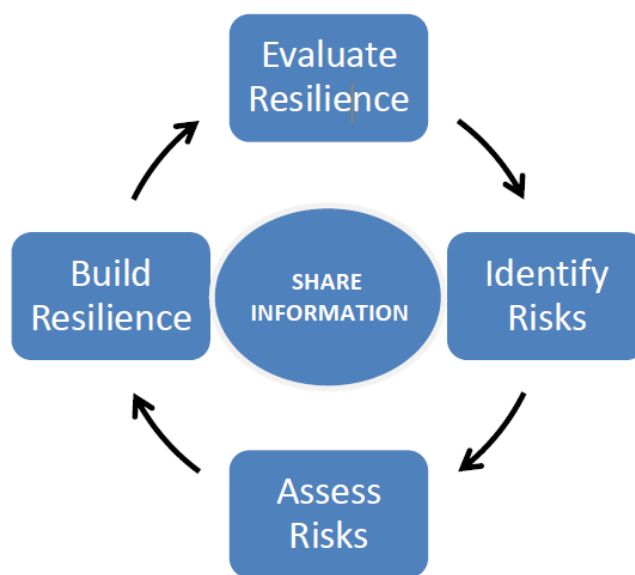 Evaluate
Resilience
Build
Resilience
SHARE
INFORMATION
Identify
Risks
Assess
Risks